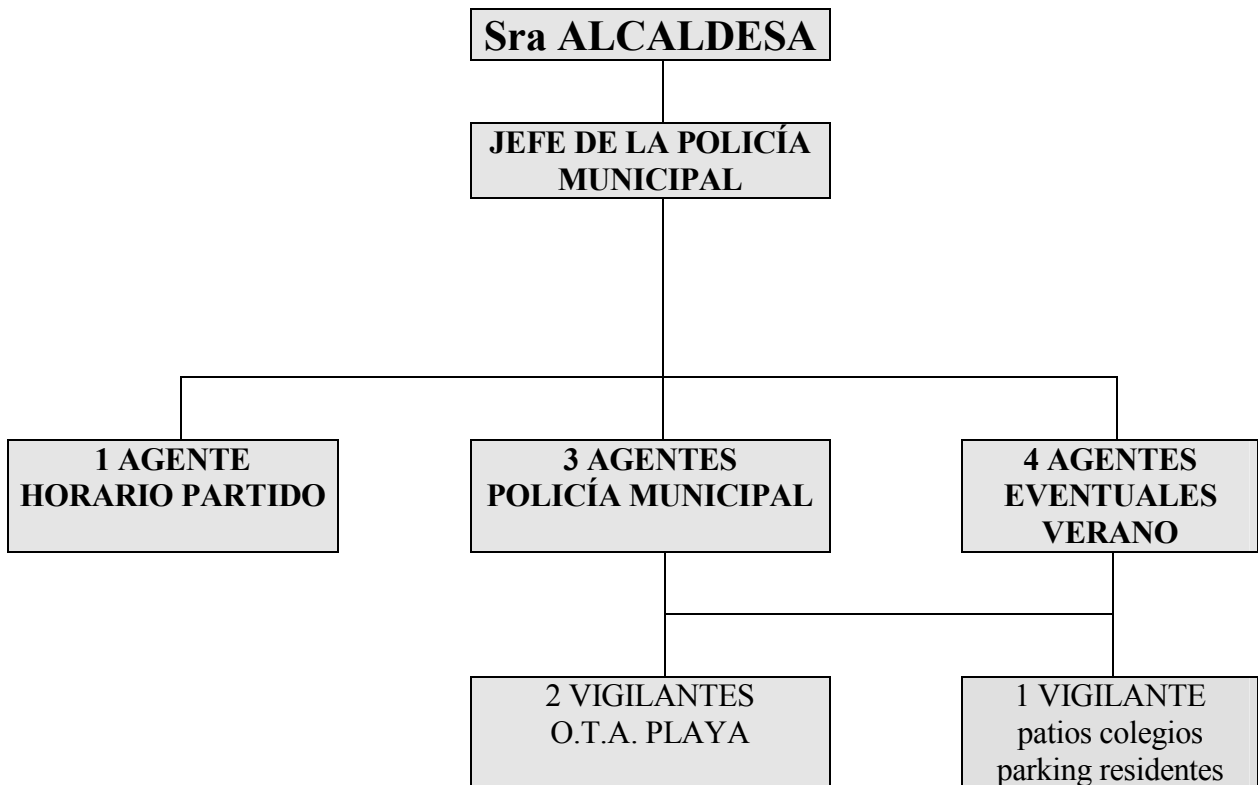 Sra ALCALDESA
JEFE DE LA POLICÍA
MUNICIPAL
1 AGENTE
HORARIO PARTIDO
3 AGENTES
POLICÍA MUNICIPAL
4 AGENTES
EVENTUALES
VERANO
2 VIGILANTES
O.T.A. PLAYA
1 VIGILANTE
patios colegios
parking residentes